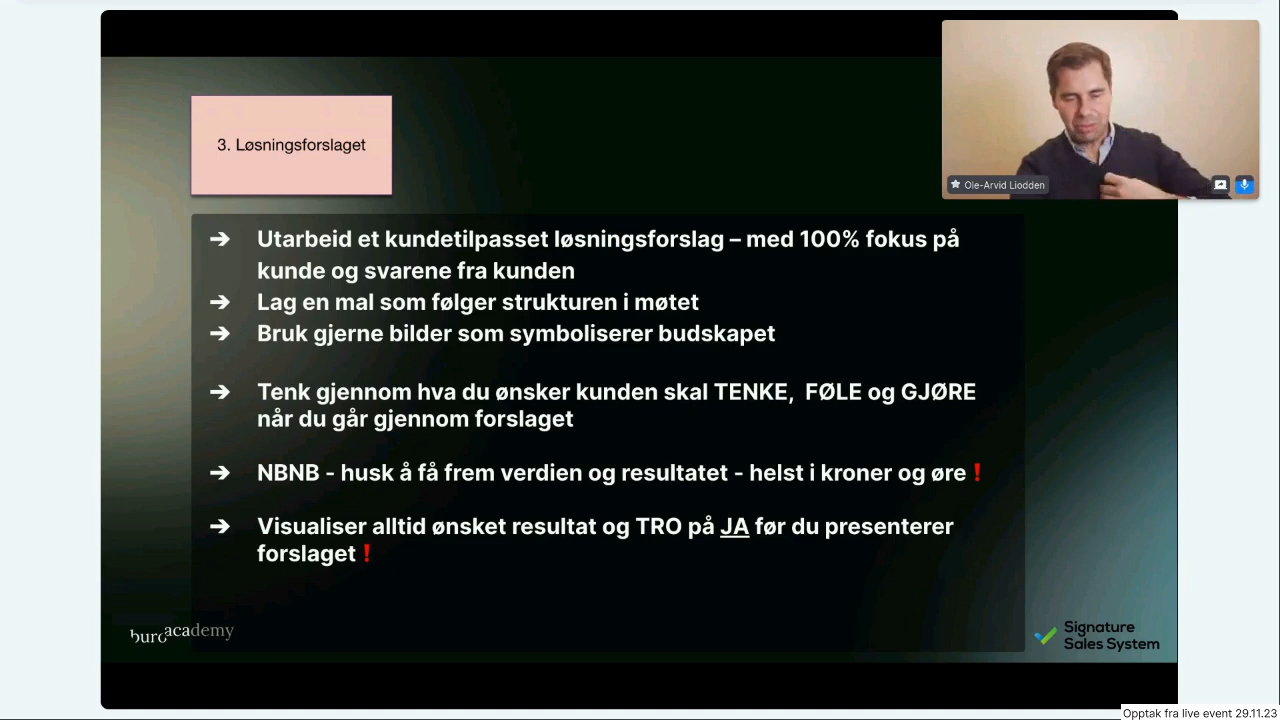 3. Løsningsforslaget
Ole-Arvid Liodden
➔ Utarbeid et kundetilpasset løsningsforslag – med 100% fokus på
kunde og svarene fra kunden
➔ Lag en mal som følger strukturen i møtet
➔ Bruk gjerne bilder som symboliserer budskapet
➔ Tenk gjennom hva du ønsker kunden skal TENKE, FØLE og GJØRE
når du går gjennom forslaget
➔ NBNB - husk å få frem verdien og resultatet - helst i kroner og øre ❗
➔ Visualiser alltid ønsket resultat og TRO på JA før du presenterer
forslaget ❗
buroacademy
Signature
Sales System
Opptak fra live event 29.11.23